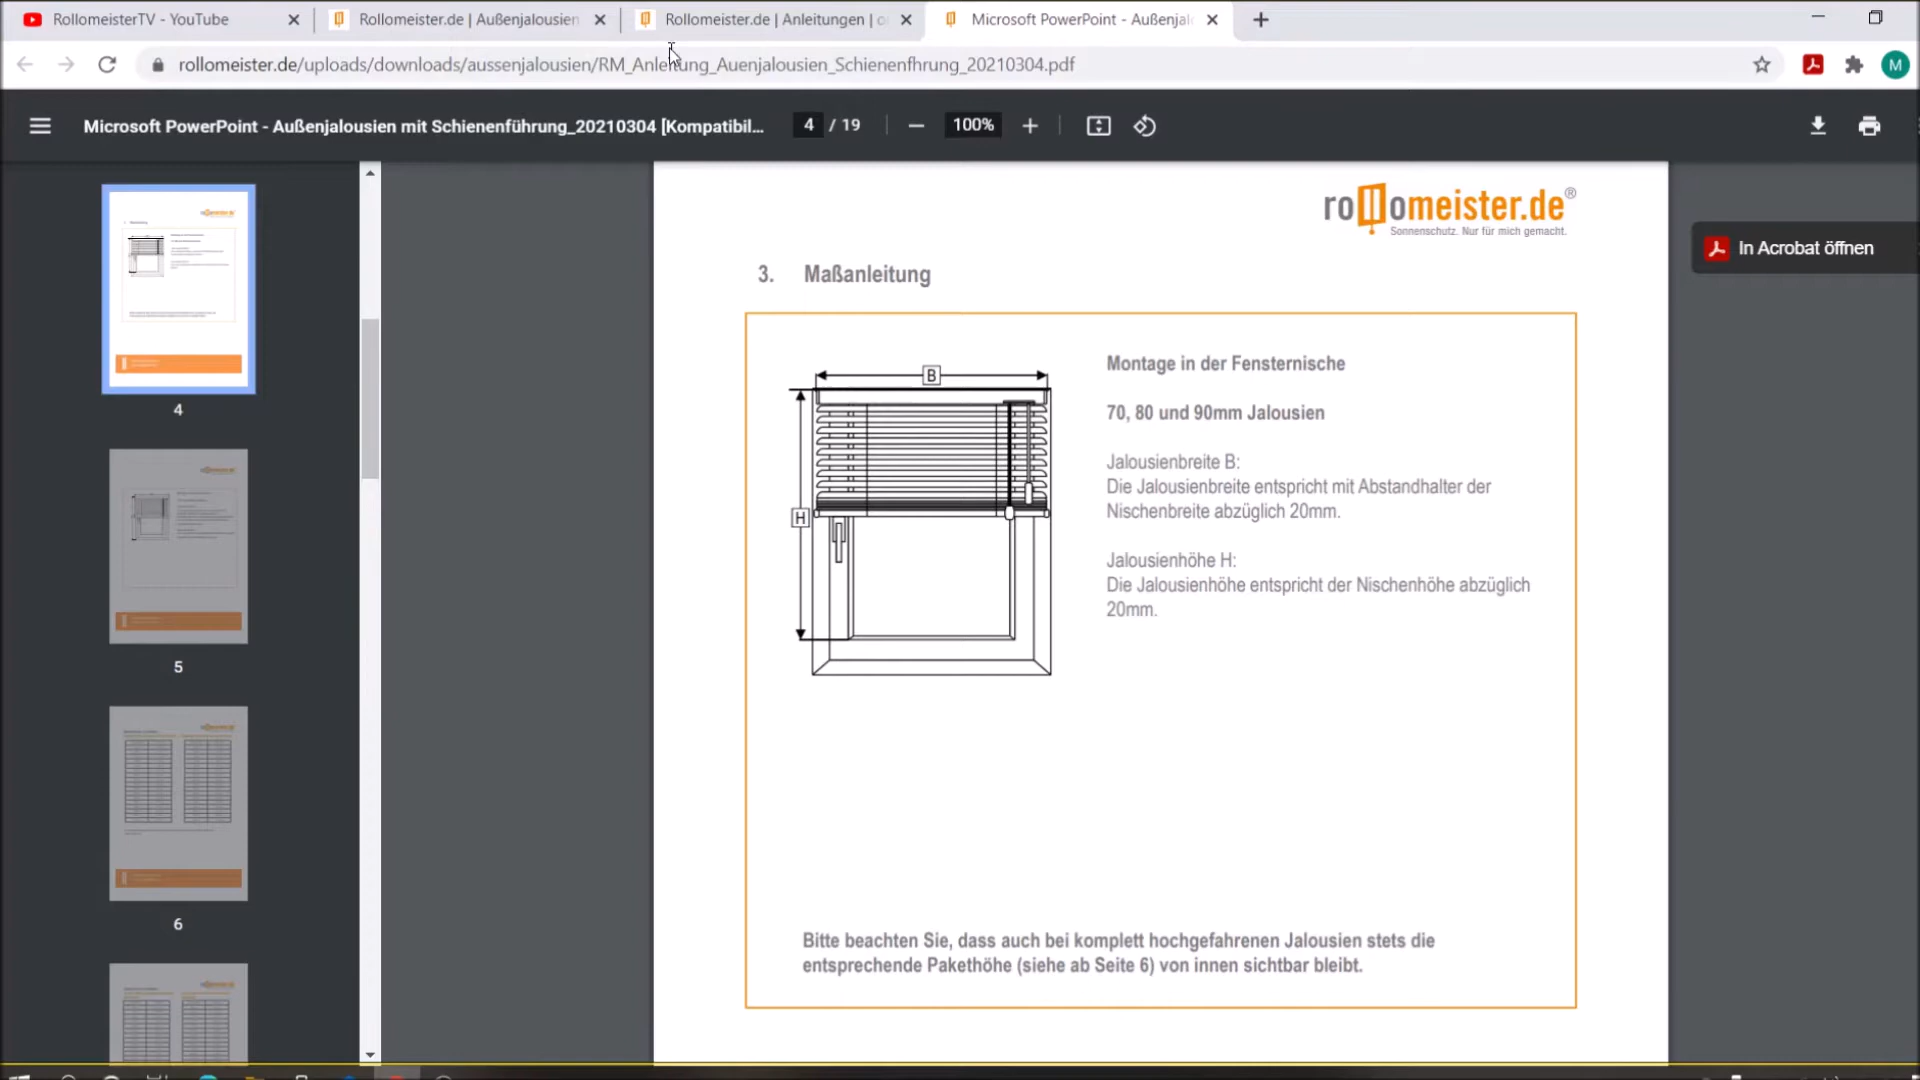 RollomeisterTV - YouTube
Rollomeister.de | Außenjalousien
Rollomeister.de | Anleitungen | o
Microsoft PowerPoint - Außenjal
rollomeister.de/uploads/downloads/aussenjalousien/RM_Anleitung_Auenjalousien_Schienenfhrung_20210304.pdf
M
Microsoft PowerPoint - Außenjalousien mit Schienenführung_20210304 [Kompatibil...
4 / 19
100%
rollomeister.de®
Sonnenschutz. Nur für mich gemacht.
In Acrobat öffnen
3. Maßanleitung
B
H
Montage in der Fensternische
70, 80 und 90mm Jalousien
Jalousienbreite B:
Die Jalousienbreite entspricht mit Abstandhalter der
Nischenbreite abzüglich 20mm.
Jalousienhöhe H:
Die Jalousienhöhe entspricht der Nischenhöhe abzüglich
20mm.
Bitte beachten Sie, dass auch bei komplett hochgefahrenen Jalousien stets die
entsprechende Pakethöhe (siehe ab Seite 6) von innen sichtbar bleibt.
4
5
6